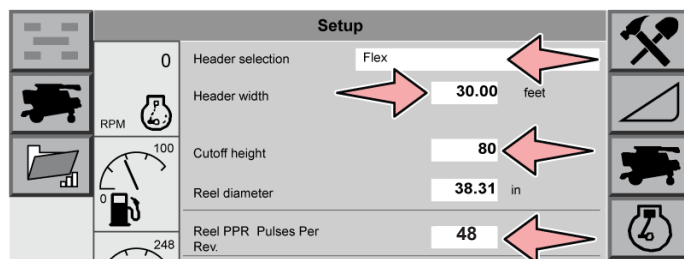 Setup
0
RPM
Header selection
Flex
Header width
30.00 feet
100
0
Cutoff height
80
Reel diameter
38.31 in
248
Reel PPR Pulses Per
Rev.
48